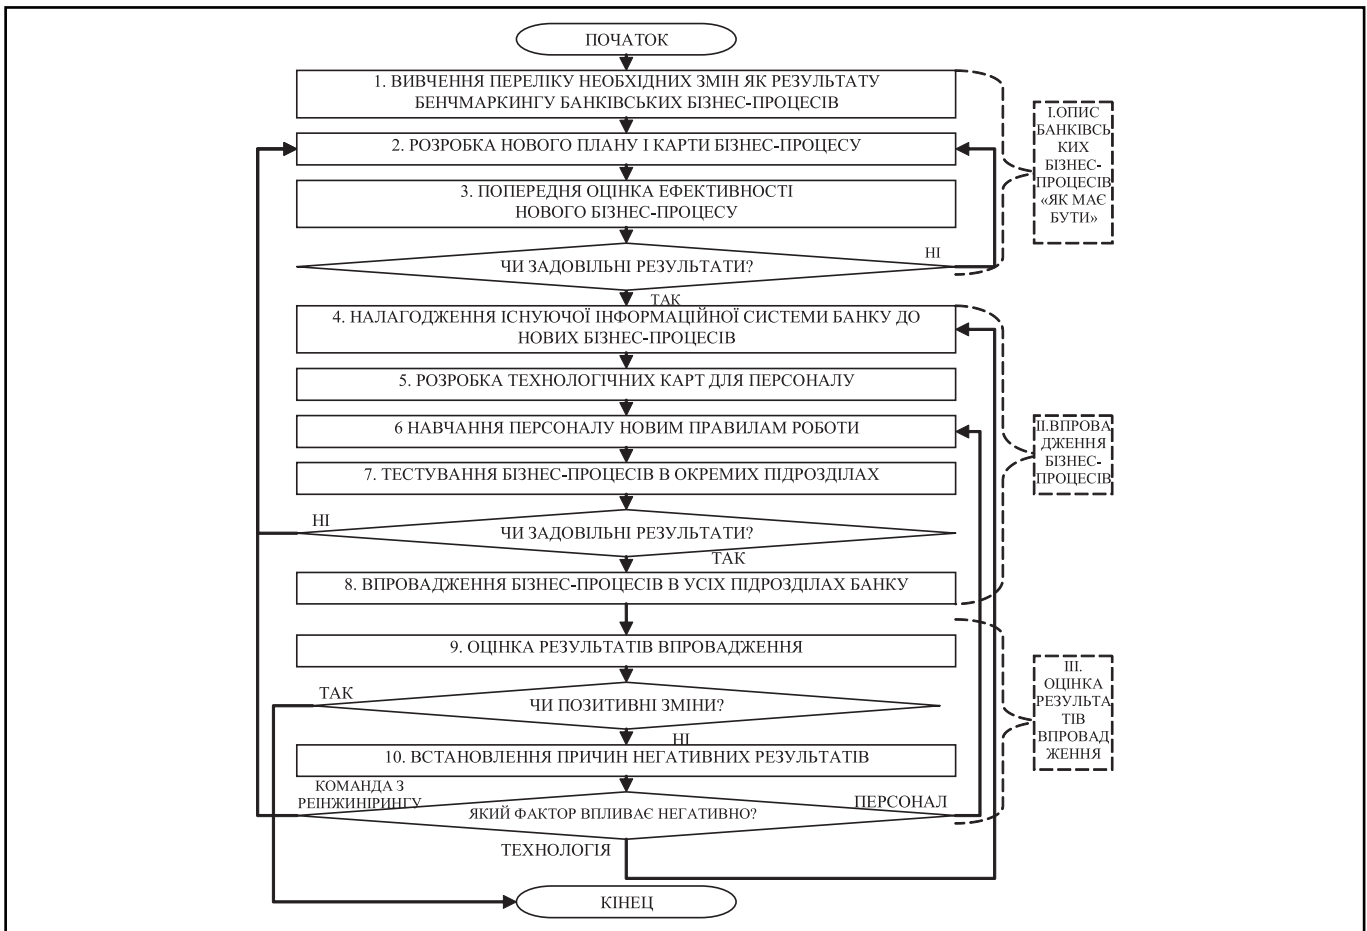 ПОЧАТОК
1. ВИВЧЕННЯ ПЕРЕЛІКУ НЕОБХІДНИХ ЗМІН ЯК РЕЗУЛЬТАТУ
БЕНЧМАРКИНГУ БАНКІВСЬКИХ БІЗНЕС-ПРОЦЕСІВ
2. РОЗРОБКА НОВОГО ПЛАНУ І КАРТИ БІЗНЕС-ПРОЦЕСУ
3. ПОПЕРЕДНЯ ОЦІНКА ЕФЕКТИВНОСТІ
НОВОГО БІЗНЕС-ПРОЦЕСУ
І.ОПИС
БАНКІВСЬ
КИХ
БІЗНЕС-
ПРОЦЕСІВ
«ЯК МАЄ
БУТИ»
ЧИ ЗАДОВІЛЬНІ РЕЗУЛЬТАТИ?
НІ
ТАК
4. НАЛАГОДЖЕННЯ ІСНУЮЧОЇ ІНФОРМАЦІЙНОЇ СИСТЕМИ БАНКУ ДО
НОВИХ БІЗНЕС-ПРОЦЕСІВ
5. РОЗРОБКА ТЕХНОЛОГІЧНИХ КАРТ ДЛЯ ПЕРСОНАЛУ
6 НАВЧАННЯ ПЕРСОНАЛУ НОВИМ ПРАВИЛАМ РОБОТИ
7. ТЕСТУВАННЯ БІЗНЕС-ПРОЦЕСІВ В ОКРЕМИХ ПІДРОЗДІЛАХ
ІІ.ВПРОВА
ДЖЕННЯ
БІЗНЕС-
ПРОЦЕСІВ
НІ
ЧИ ЗАДОВІЛЬНІ РЕЗУЛЬТАТИ?
ТАК
8. ВПРОВАДЖЕННЯ БІЗНЕС-ПРОЦЕСІВ В УСІХ ПІДРОЗДІЛАХ БАНКУ
9. ОЦІНКА РЕЗУЛЬТАТІВ ВПРОВАДЖЕННЯ
ТАК
ЧИ ПОЗИТИВНІ ЗМІНИ?
НІ
ІІІ.
ОЦІНКА
РЕЗУЛЬТА
ТІВ
ВПРОВАД
ЖЕННЯ
10. ВСТАНОВЛЕННЯ ПРИЧИН НЕГАТИВНИХ РЕЗУЛЬТАТІВ
КОМАНДА З
РЕІНЖИНІРИНГУ
ЯКИЙ ФАКТОР ВПЛИВАЄ НЕГАТИВНО?
ПЕРСОНАЛ
ТЕХНОЛОГІЯ
КІНЕЦ